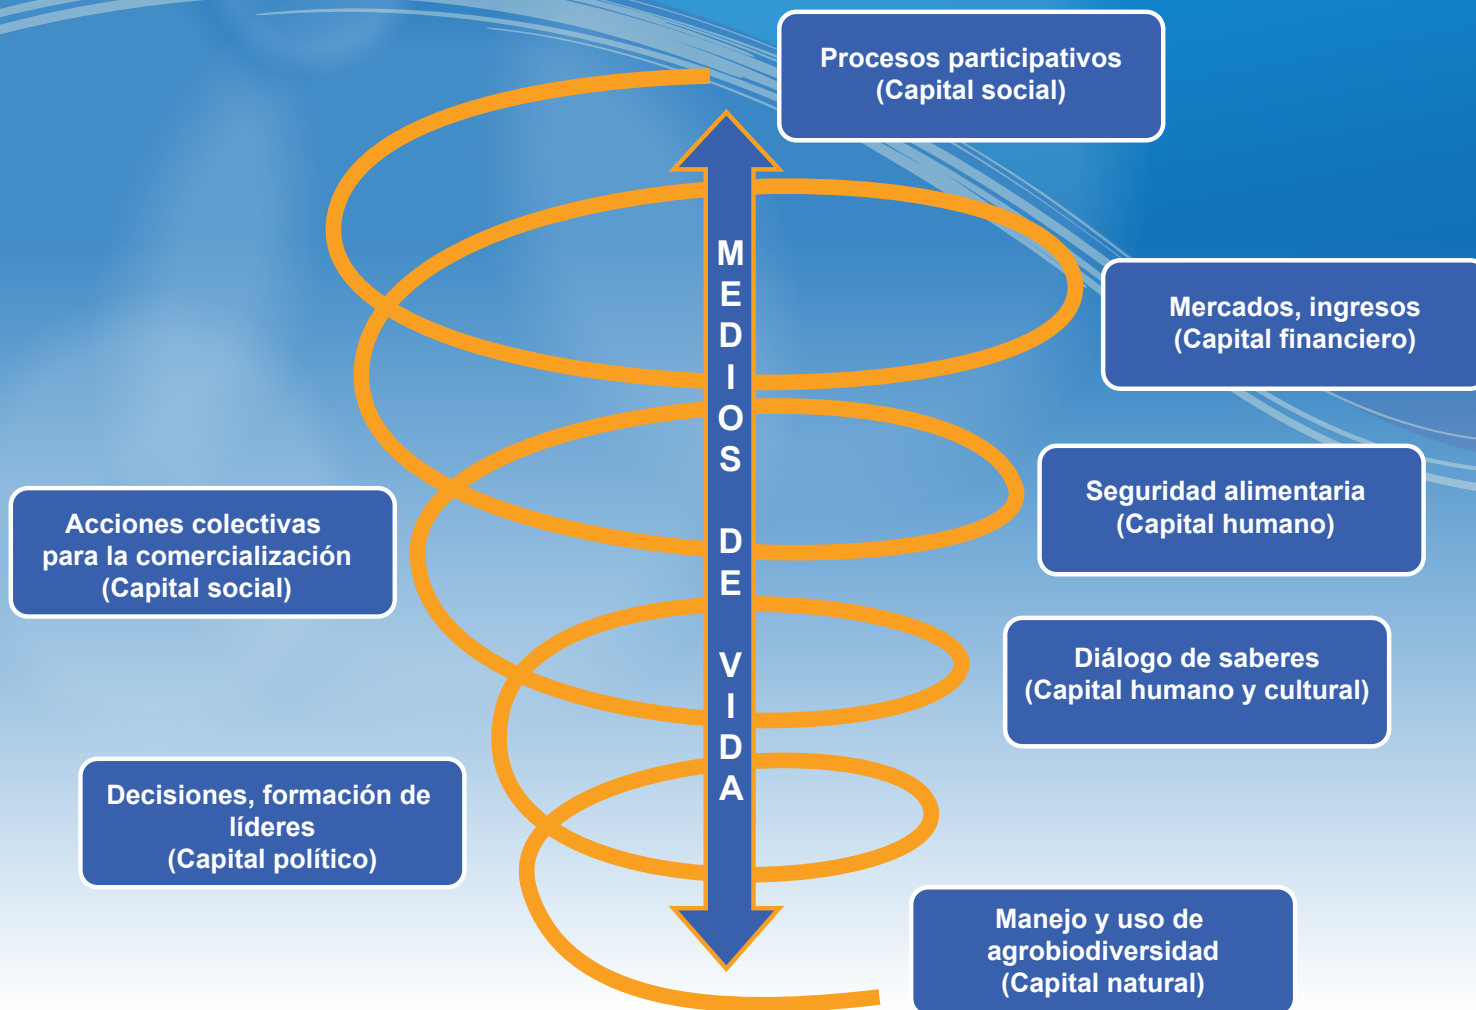 Procesos participativos
(Capital social)
MEDIOS DE VIDA
Mercados, ingresos
(Capital financiero)
Seguridad alimentaria
(Capital humano)
Acciones colectivas
para la comercialización
(Capital social)
Diálogo de saberes
(Capital humano y cultural)
Decisiones, formación de
líderes
(Capital político)
Manejo y uso de
agrobiodiversidad
(Capital natural)